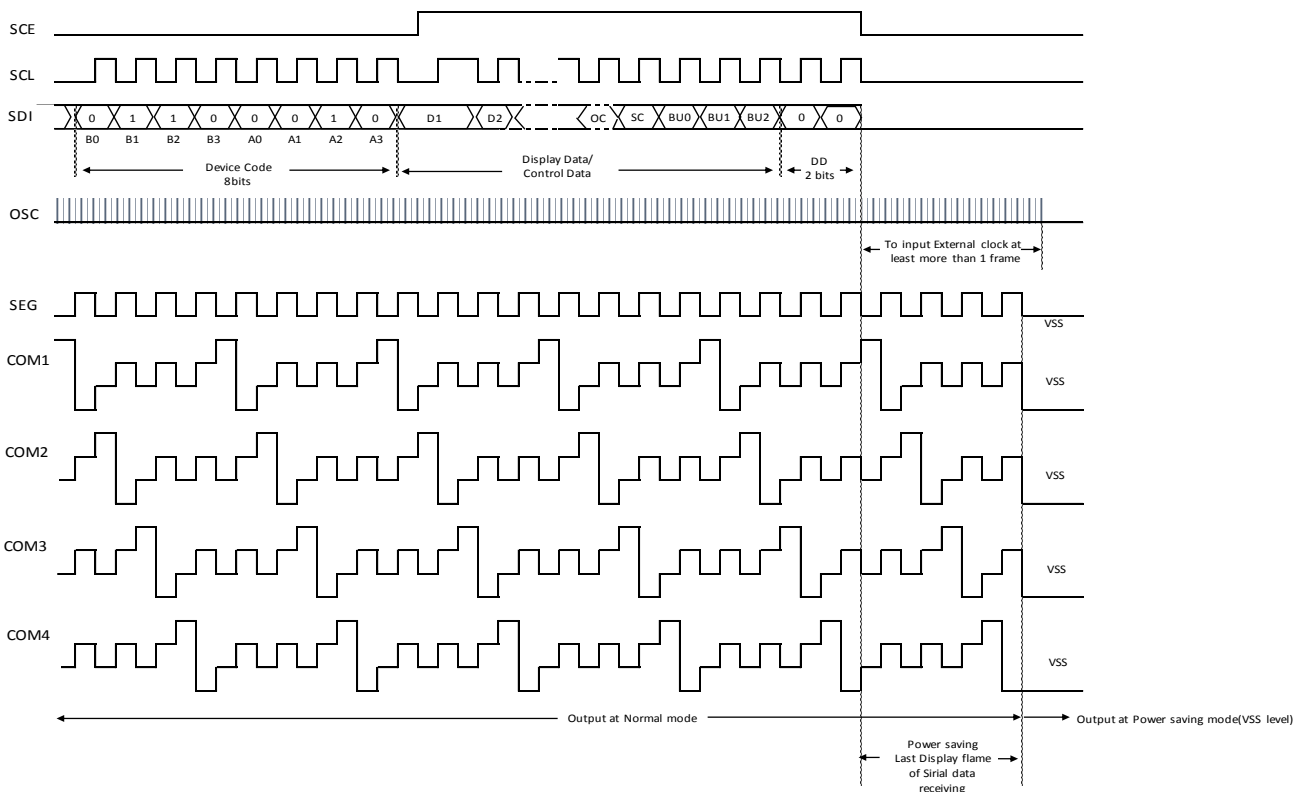 SCE
SCL
SDI
0 1 1 0 0 0 1 0 D1 D2 OC SC BU0 BU1 BU2 0 0
B0 B1 B2 B3 A0 A1 A2 A3
Device Code
8bits
Display Data/
Control Data
DD
2 bits
OSC
To input External clock at
least more than 1 frame
SEG
VSS
COM1
VSS
COM2
VSS
COM3
VSS
COM4
VSS
Output at Normal mode
Output at Power saving mode(VSS level)
Power saving
Last Display flame
of Sirial data
receiving